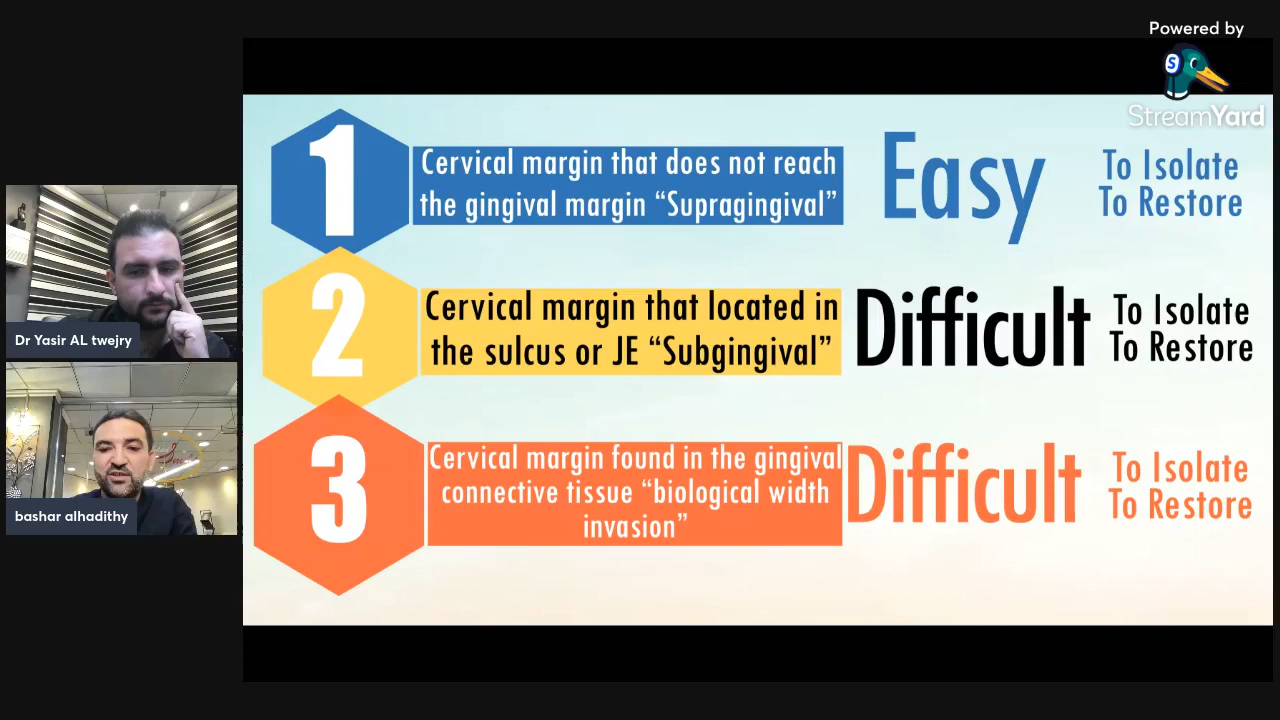 Powered by
S
StreamYard
1
Cervical margin that does not reach
the gingival margin “Supragingival”
Easy
To Isolate
To Restore
2
Cervical margin that located in
the sulcus or JE “Subgingival”
Difficult
To Isolate
To Restore
3
Cervical margin found in the gingival
connective tissue “biological width
invasion”
Difficult
To Isolate
To Restore
Dr Yasir AL twejry
bashar alhadithy